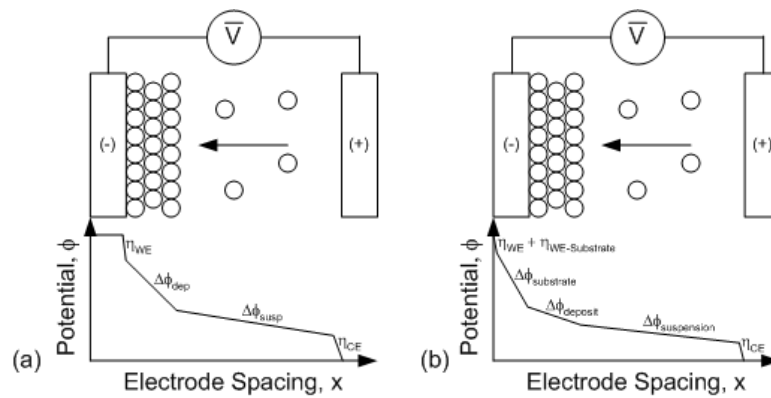 V̅
(-)
(+)
Potential, ϕ
ηWE
Δϕdep
Δϕsusp
ηCE
(a)
Electrode Spacing, x
V̅
(-)
(+)
Potential, ϕ
ηWE + ηWE-Substrate
Δϕsubstrate
Δϕdeposit
Δϕsuspension
ηCE
(b)
Electrode Spacing, x